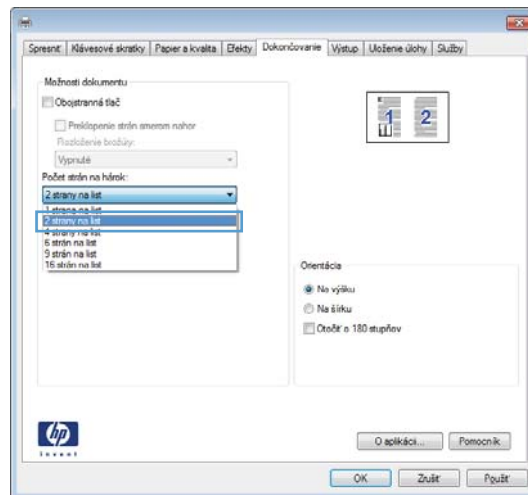 Spresniť Klávesové skratky Papier a kvalita Efekty Dokončovanie Výstup Uloženie úlohy Služby
Možnosti dokumentu
Obojstranná tlač
Preklopenie strán smerom nahor
Rozloženie brožúry:
Vypnuté
Počet strán na hárok:
2 strany na list
1 strana na list
2 strany na list
4 strany na list
6 strán na list
9 strán na list
16 strán na list
1 2
Orientácia
Na výšku
Na šírku
Otočiť o 180 stupňov
hp
invent
O aplikácii... Pomocník
OK Zrušiť Použiť